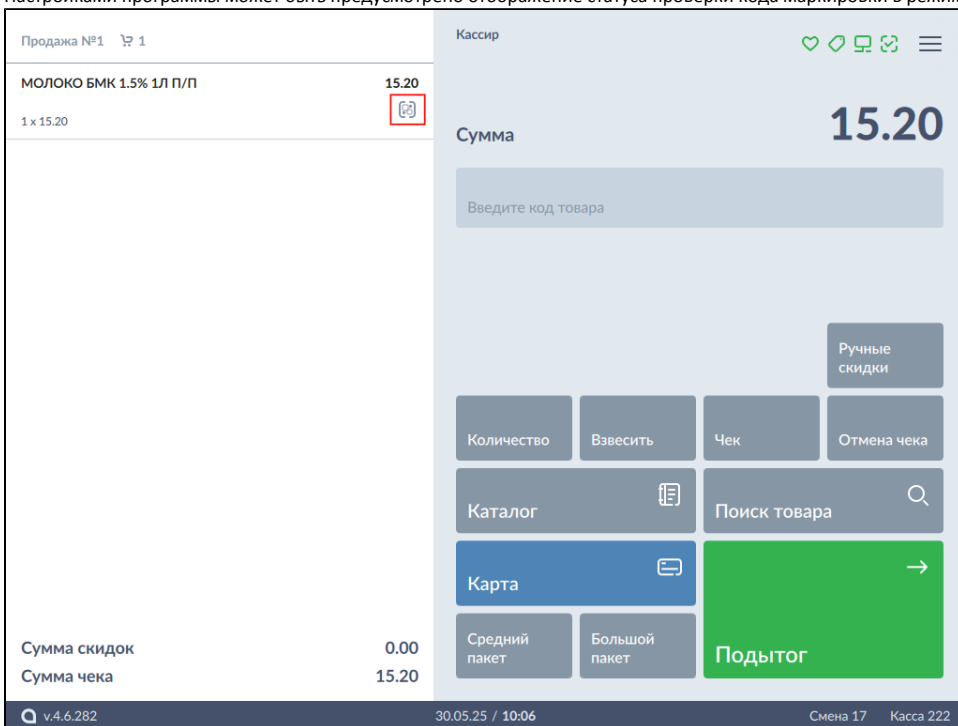 Настройками программы может быть предусмотрено отображение статуса проверки кода маркировки в режим
Продажа №1 1
МОЛОКО БМК 1.5% 1Л П/П 15.20
1 x 15.20
Сумма скидок 0.00
Сумма чека 15.20
Кассир
Сумма 15.20
Введите код товара
Ручные
скидки
Количество Взвесить Чек Отмена чека
Каталог Поиск товара
Карта
Средний
пакет
Большой
пакет
Подытог
v.4.6.282 30.05.25 / 10:06 Смена 17 Касса 222